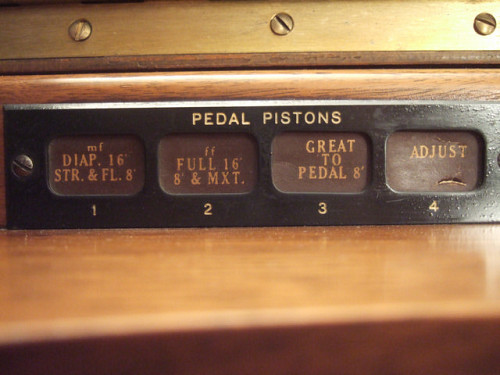 PEDAL PISTONS
mf
DIAP. 16'
STR. & FL. 8'
ff
FULL 16'
8' & MXT.
GREAT
TO
PEDAL 8'
ADJUST
1
2
3
4